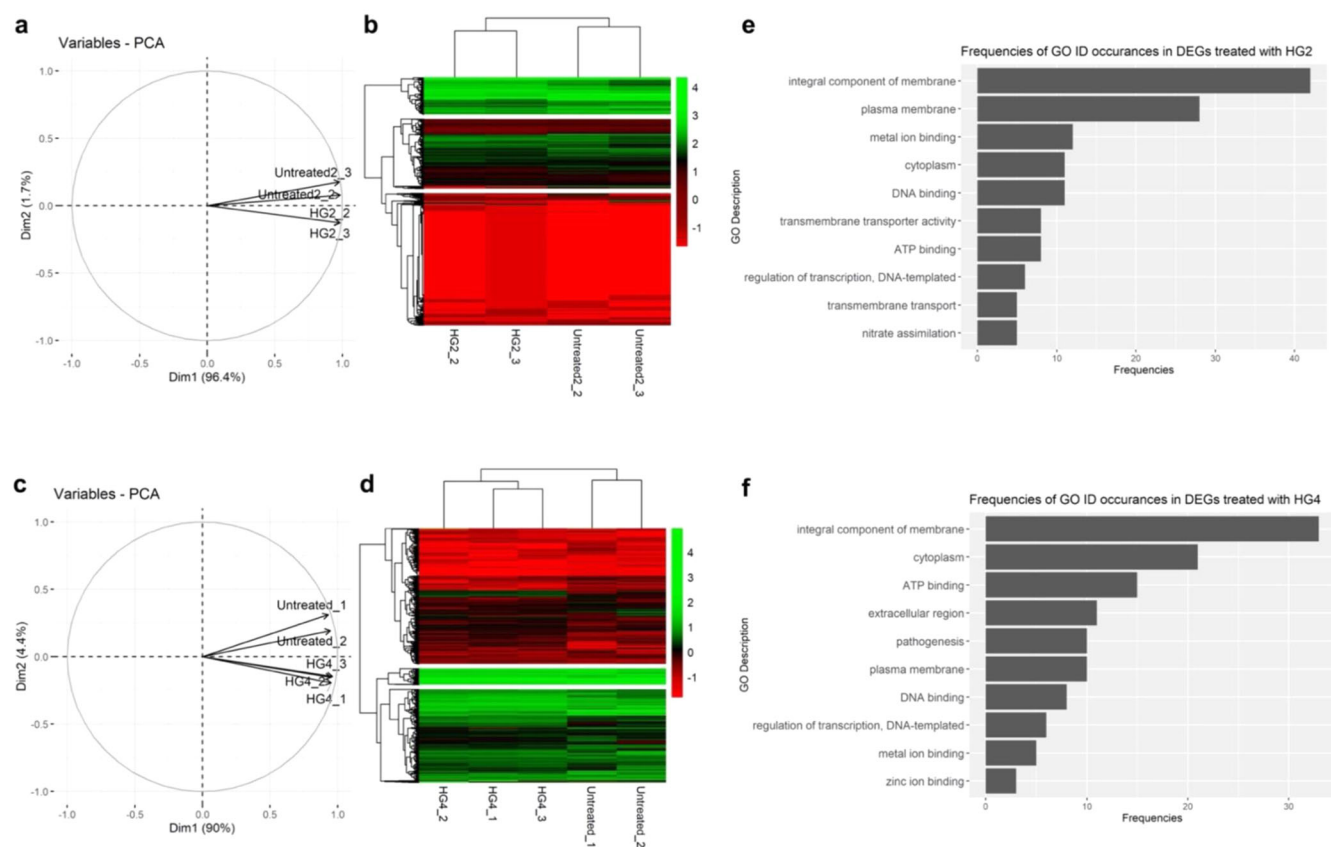 a
Variables - PCA
1.0
0.5
0.0
-0.5
-1.0
Dim2 (1.7%)
Untreated2_3
Untreated2_2
HG2_2
HG2_3
-1.0
-0.5
0.0
0.5
1.0
Dim1 (96.4%)
b
4
3
2
1
0
-1
HG2_2
HG2_3
Untreated2_2
Untreated2_3
e
Frequencies of GO ID occurances in DEGs treated with HG2
GO Description
integral component of membrane
plasma membrane
metal ion binding
cytoplasm
DNA binding
transmembrane transporter activity
ATP binding
regulation of transcription, DNA-templated
transmembrane transport
nitrate assimilation
0
10
20
30
40
Frequencies
c
Variables - PCA
1.0
0.5
0.0
-0.5
-1.0
Dim2 (4.4%)
Untreated_1
Untreated_2
HG4_3
HG4_2
HG4_1
-1.0
-0.5
0.0
0.5
1.0
Dim1 (90%)
d
4
3
2
1
0
-1
HG4_2
HG4_1
HG4_3
Untreated_1
Untreated_2
f
Frequencies of GO ID occurances in DEGs treated with HG4
GO Description
integral component of membrane
cytoplasm
ATP binding
extracellular region
pathogenesis
plasma membrane
DNA binding
regulation of transcription, DNA-templated
metal ion binding
zinc ion binding
0
10
20
30
Frequencies